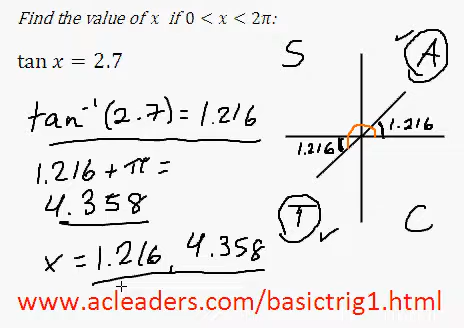 Find the value of x if 0 < x < 2π:
tan x = 2.7
tan⁻¹(2.7) = 1.216
1.216 + π =
4.358
x = 1.216, 4.358
S
A
1.216
1.216
T
C
www.acleaders.com/basictrig1.html